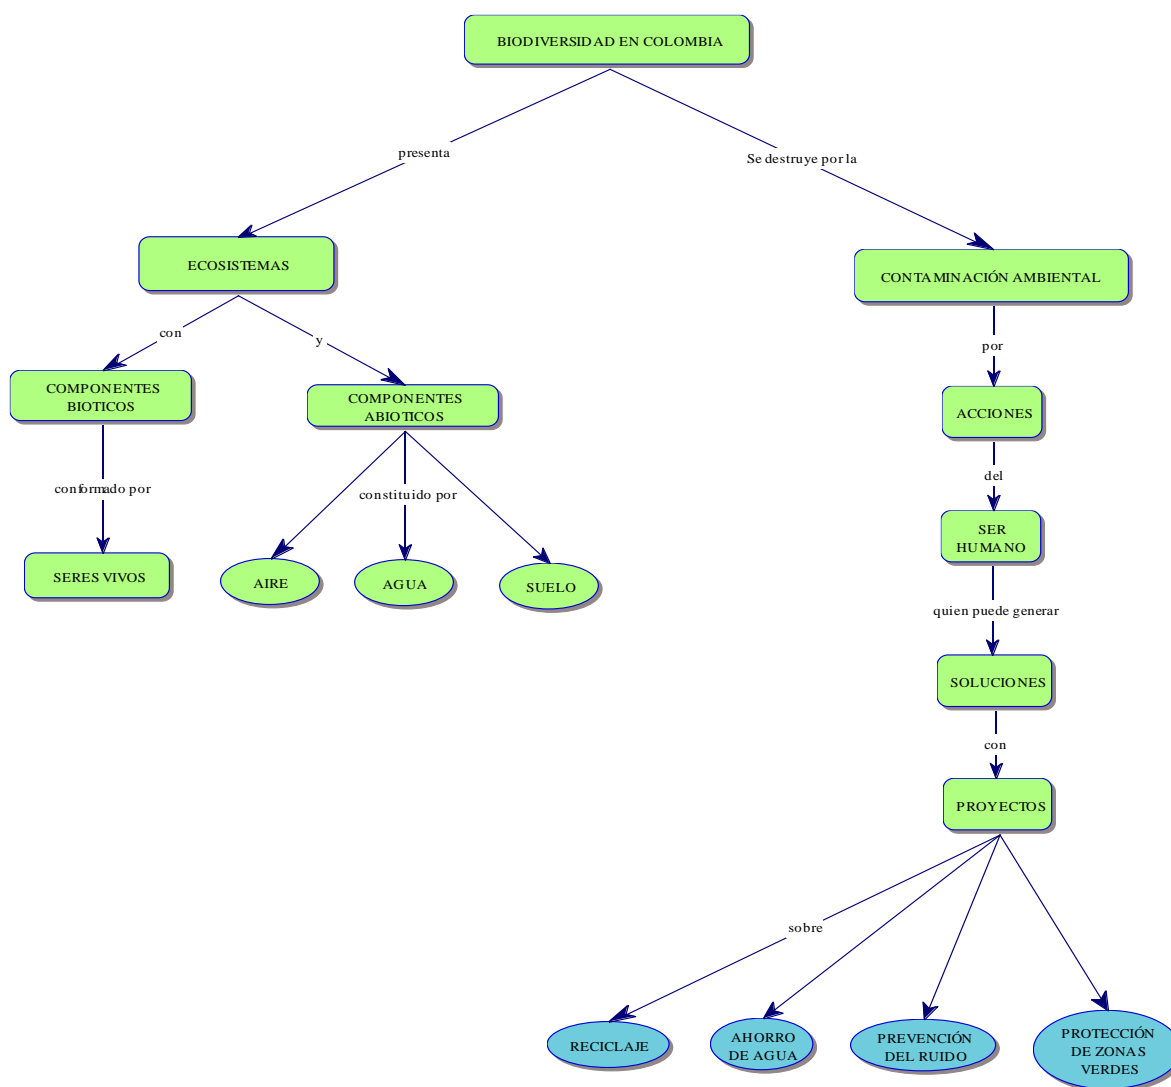 BIODIVERSIDAD EN COLOMBIA
presenta
Se destruye por la
ECOSISTEMAS
CONTAMINACIÓN AMBIENTAL
con
y
por
COMPONENTES
BIOTICOS
COMPONENTES
ABIOTICOS
ACCIONES
conformado por
constituido por
del
SERES VIVOS
AIRE
AGUA
SUELO
SER
HUMANO
quien puede generar
SOLUCIONES
con
PROYECTOS
sobre
RECICLAJE
AHORRO
DE AGUA
PREVENCIÓN
DEL RUIDO
PROTECCIÓN
DE ZONAS
VERDES